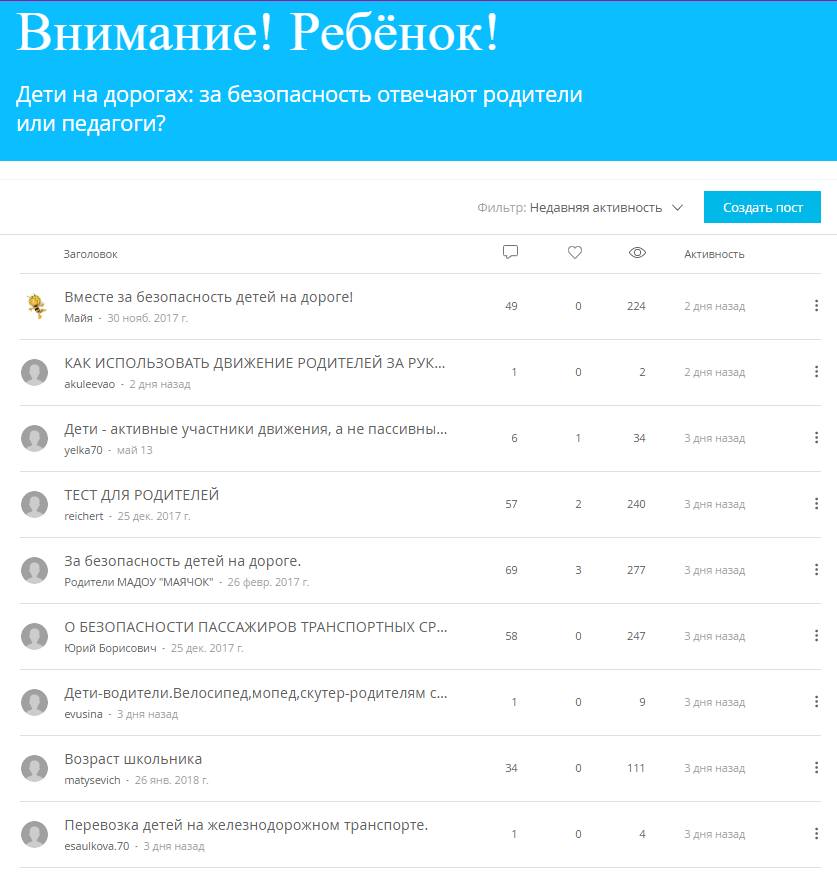 Внимание! Ребёнок!
Дети на дорогах: за безопасность отвечают родители
или педагоги?
Фильтр: Недавняя активность
Создать пост
Заголовок Активность
Вместе за безопасность детей на дороге!
Майя · 30 нояб. 2017 г.
49 0 224 2 дня назад
КАК ИСПОЛЬЗОВАТЬ ДВИЖЕНИЕ РОДИТЕЛЕЙ ЗА РУК...
akuleevao · 2 дня назад
1 0 2 2 дня назад
Дети - активные участники движения, а не пассивны...
yelka70 · май 13
6 1 34 3 дня назад
ТЕСТ ДЛЯ РОДИТЕЛЕЙ
reichert · 25 дек. 2017 г.
57 2 240 3 дня назад
За безопасность детей на дороге.
Родители МАДОУ "МАЯЧОК" · 26 февр. 2017 г.
69 3 277 3 дня назад
О БЕЗОПАСНОСТИ ПАССАЖИРОВ ТРАНСПОРТНЫХ СР...
Юрий Борисович · 25 дек. 2017 г.
58 0 247 3 дня назад
Дети-водители.Велосипед,мопед,скутер-родителям с...
evusina · 3 дня назад
1 0 9 3 дня назад
Возраст школьника
matysevich · 26 янв. 2018 г.
34 0 111 3 дня назад
Перевозка детей на железнодорожном транспорте.
esaulkova.70 · 3 дня назад
1 0 4 3 дня назад